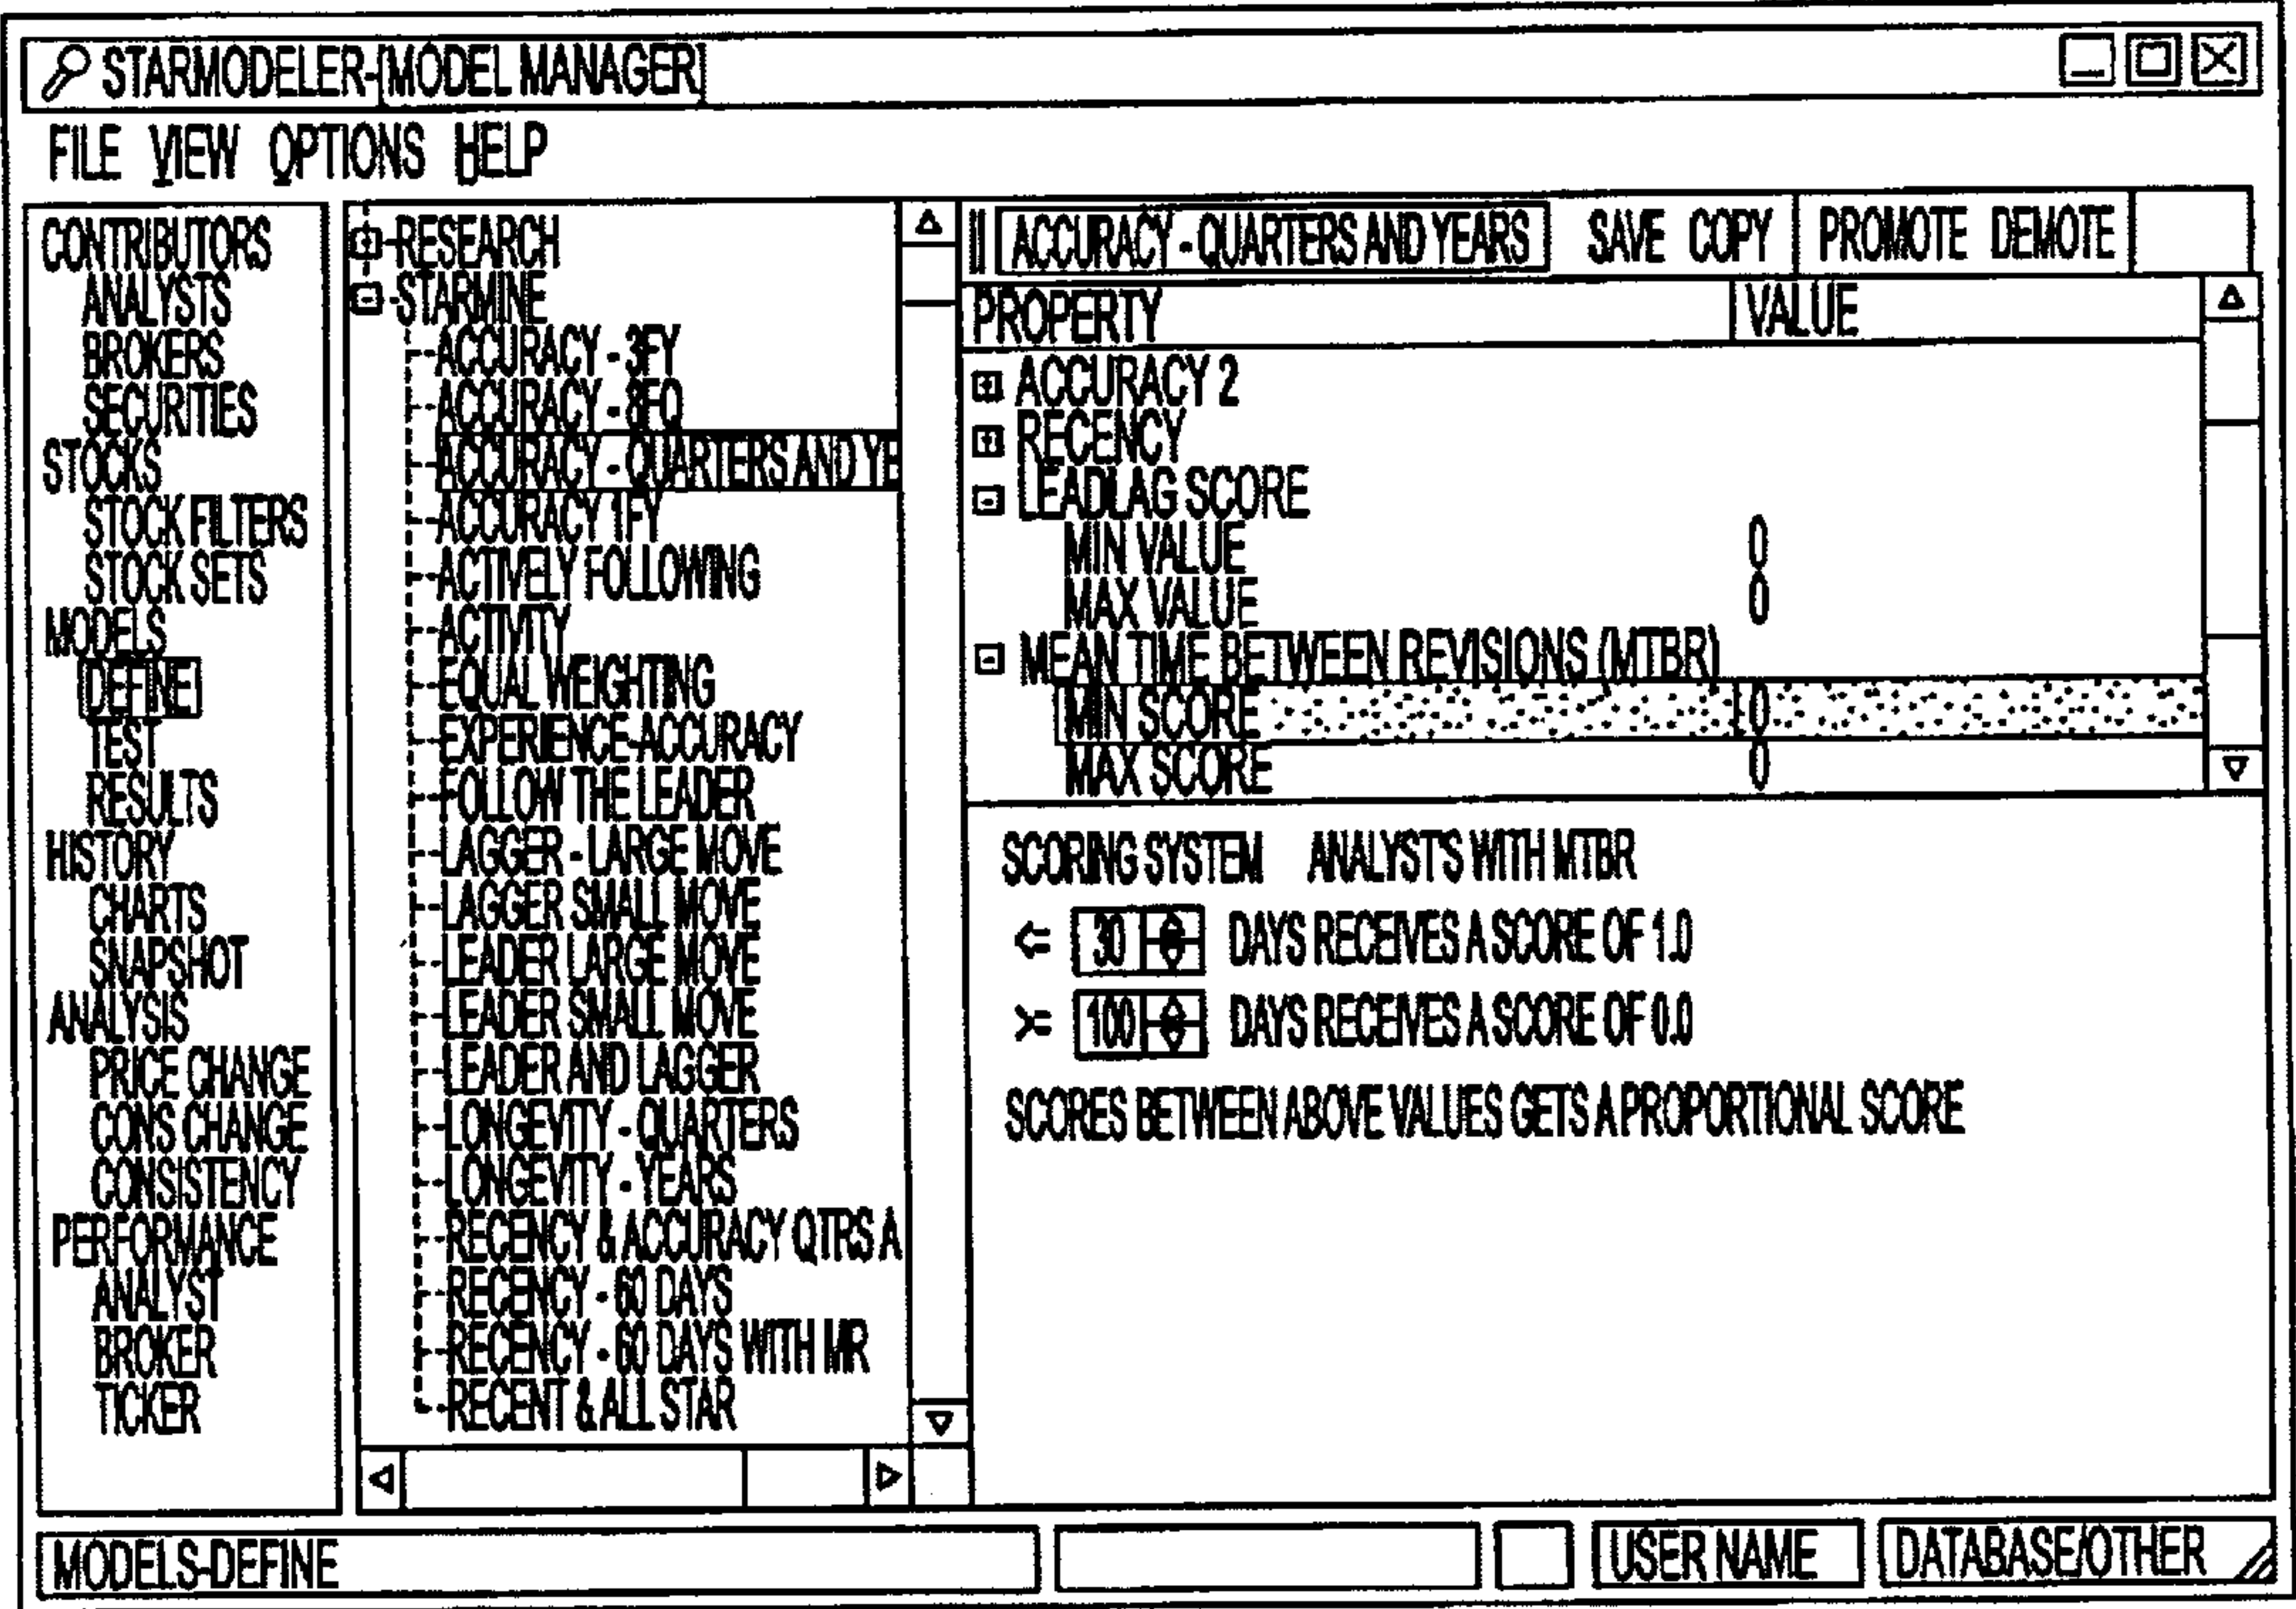 STARMODELER-[MODEL MANAGER]
FILE VIEW OPTIONS HELP
CONTRIBUTORS
ANALYSTS
BROKERS
SECURITIES
STOCKS
STOCK FILTERS
STOCK SETS
MODELS
DEFINE
TEST
RESULTS
HISTORY
CHARTS
SNAPSHOT
ANALYSIS
PRICE CHANGE
CONS CHANGE
CONSISTENCY
PERFORMANCE
ANALYST
BROKER
TICKER
RESEARCH
STARMINE
ACCURACY - 3FY
ACCURACY - 8FQ
ACCURACY - QUARTERS AND YE
ACCURACY 1FY
ACTIVELY FOLLOWING
ACTIVITY
EQUAL WEIGHTING
EXPERIENCE-ACCURACY
FOLLOW THE LEADER
LAGGER - LARGE MOVE
LAGGER SMALL MOVE
LEADER LARGE MOVE
LEADER SMALL MOVE
LEADER AND LAGGER
LONGEVITY - QUARTERS
LONGEVITY - YEARS
RECENCY & ACCURACY QTRS A
RECENCY - 60 DAYS
RECENCY - 60 DAYS WITH MR
RECENT & ALL STAR
ACCURACY - QUARTERS AND YEARS SAVE COPY PROMOTE DEMOTE
PROPERTY VALUE
ACCURACY 2
RECENCY
LEADLAG SCORE
MIN VALUE 0
MAX VALUE 0
MEAN TIME BETWEEN REVISIONS (MTBR)
MIN SCORE 0
MAX SCORE 0
SCORING SYSTEM ANALYST'S WITH MTBR
<= 30 DAYS RECEIVES A SCORE OF 1.0
>= 100 DAYS RECEIVES A SCORE OF 0.0
SCORES BETWEEN ABOVE VALUES GETS A PROPORTIONAL SCORE
MODELS-DEFINE
USER NAME
DATABASE/OTHER